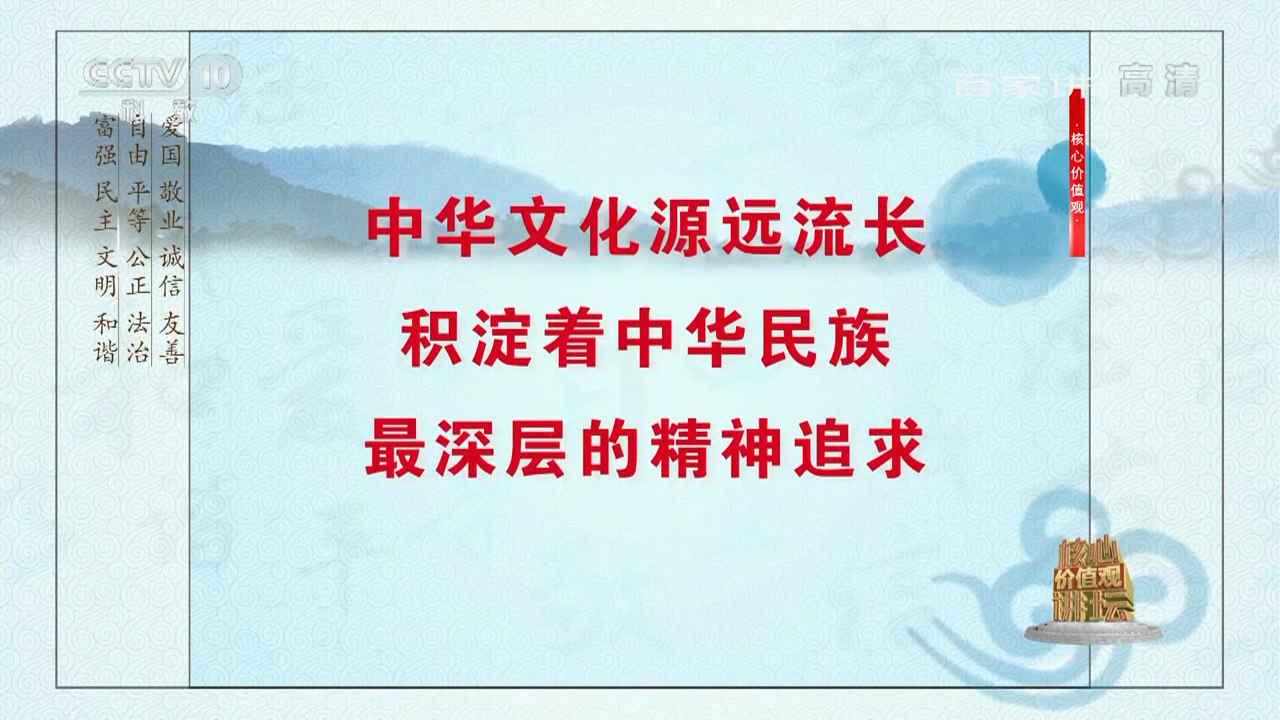 CCTV 10
科教
百家讲
高清
爱国 敬业 诚信 友善
自由 平等 公正 法治
富强 民主 文明 和谐
·核心价值观·
中华文化源远流长
积淀着中华民族
最深层的精神追求
核心
价值观
讲坛